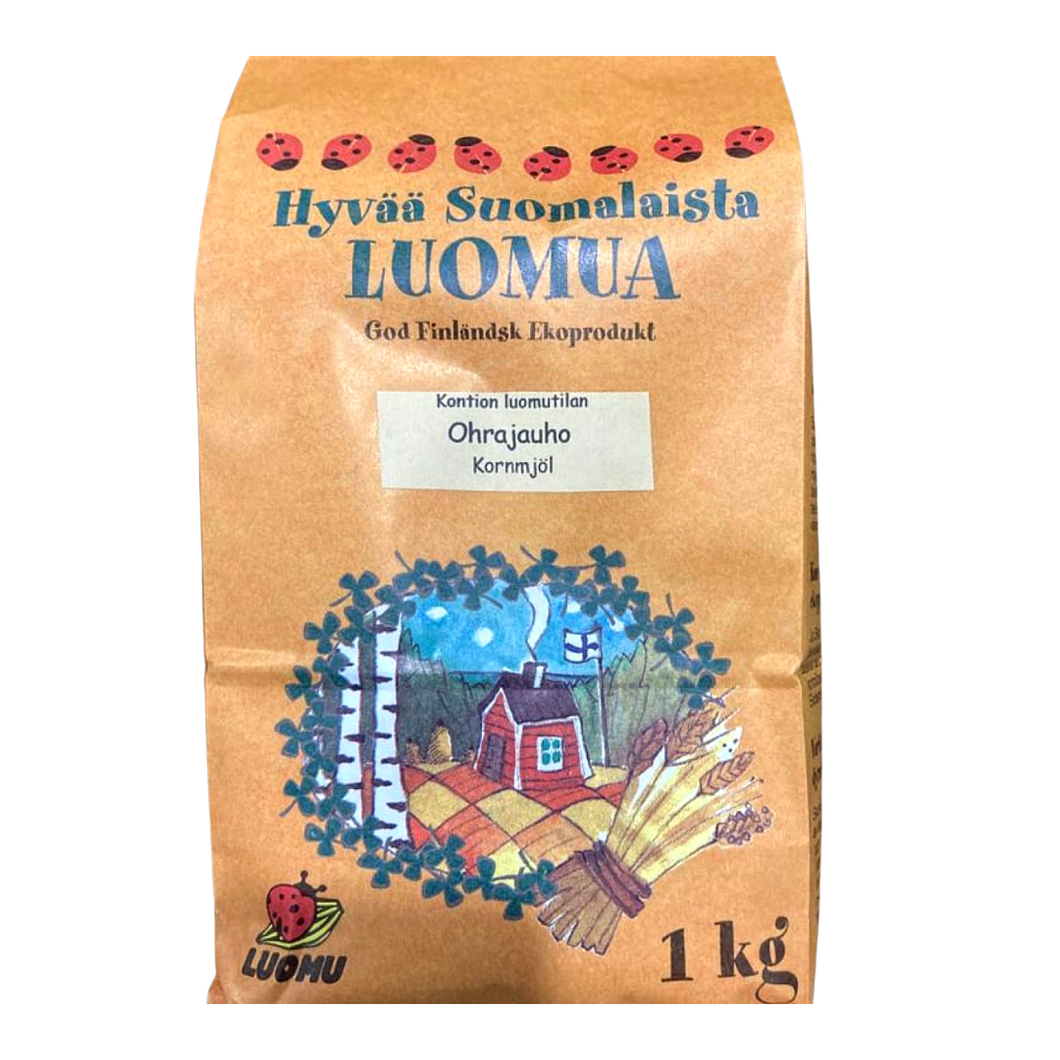 Hyvää Suomalaista
LUOMUA
God Finländsk Ekoprodukt
Kontion luomutilan
Ohrajauho
Kornmjöl
LUOMU
1 kg